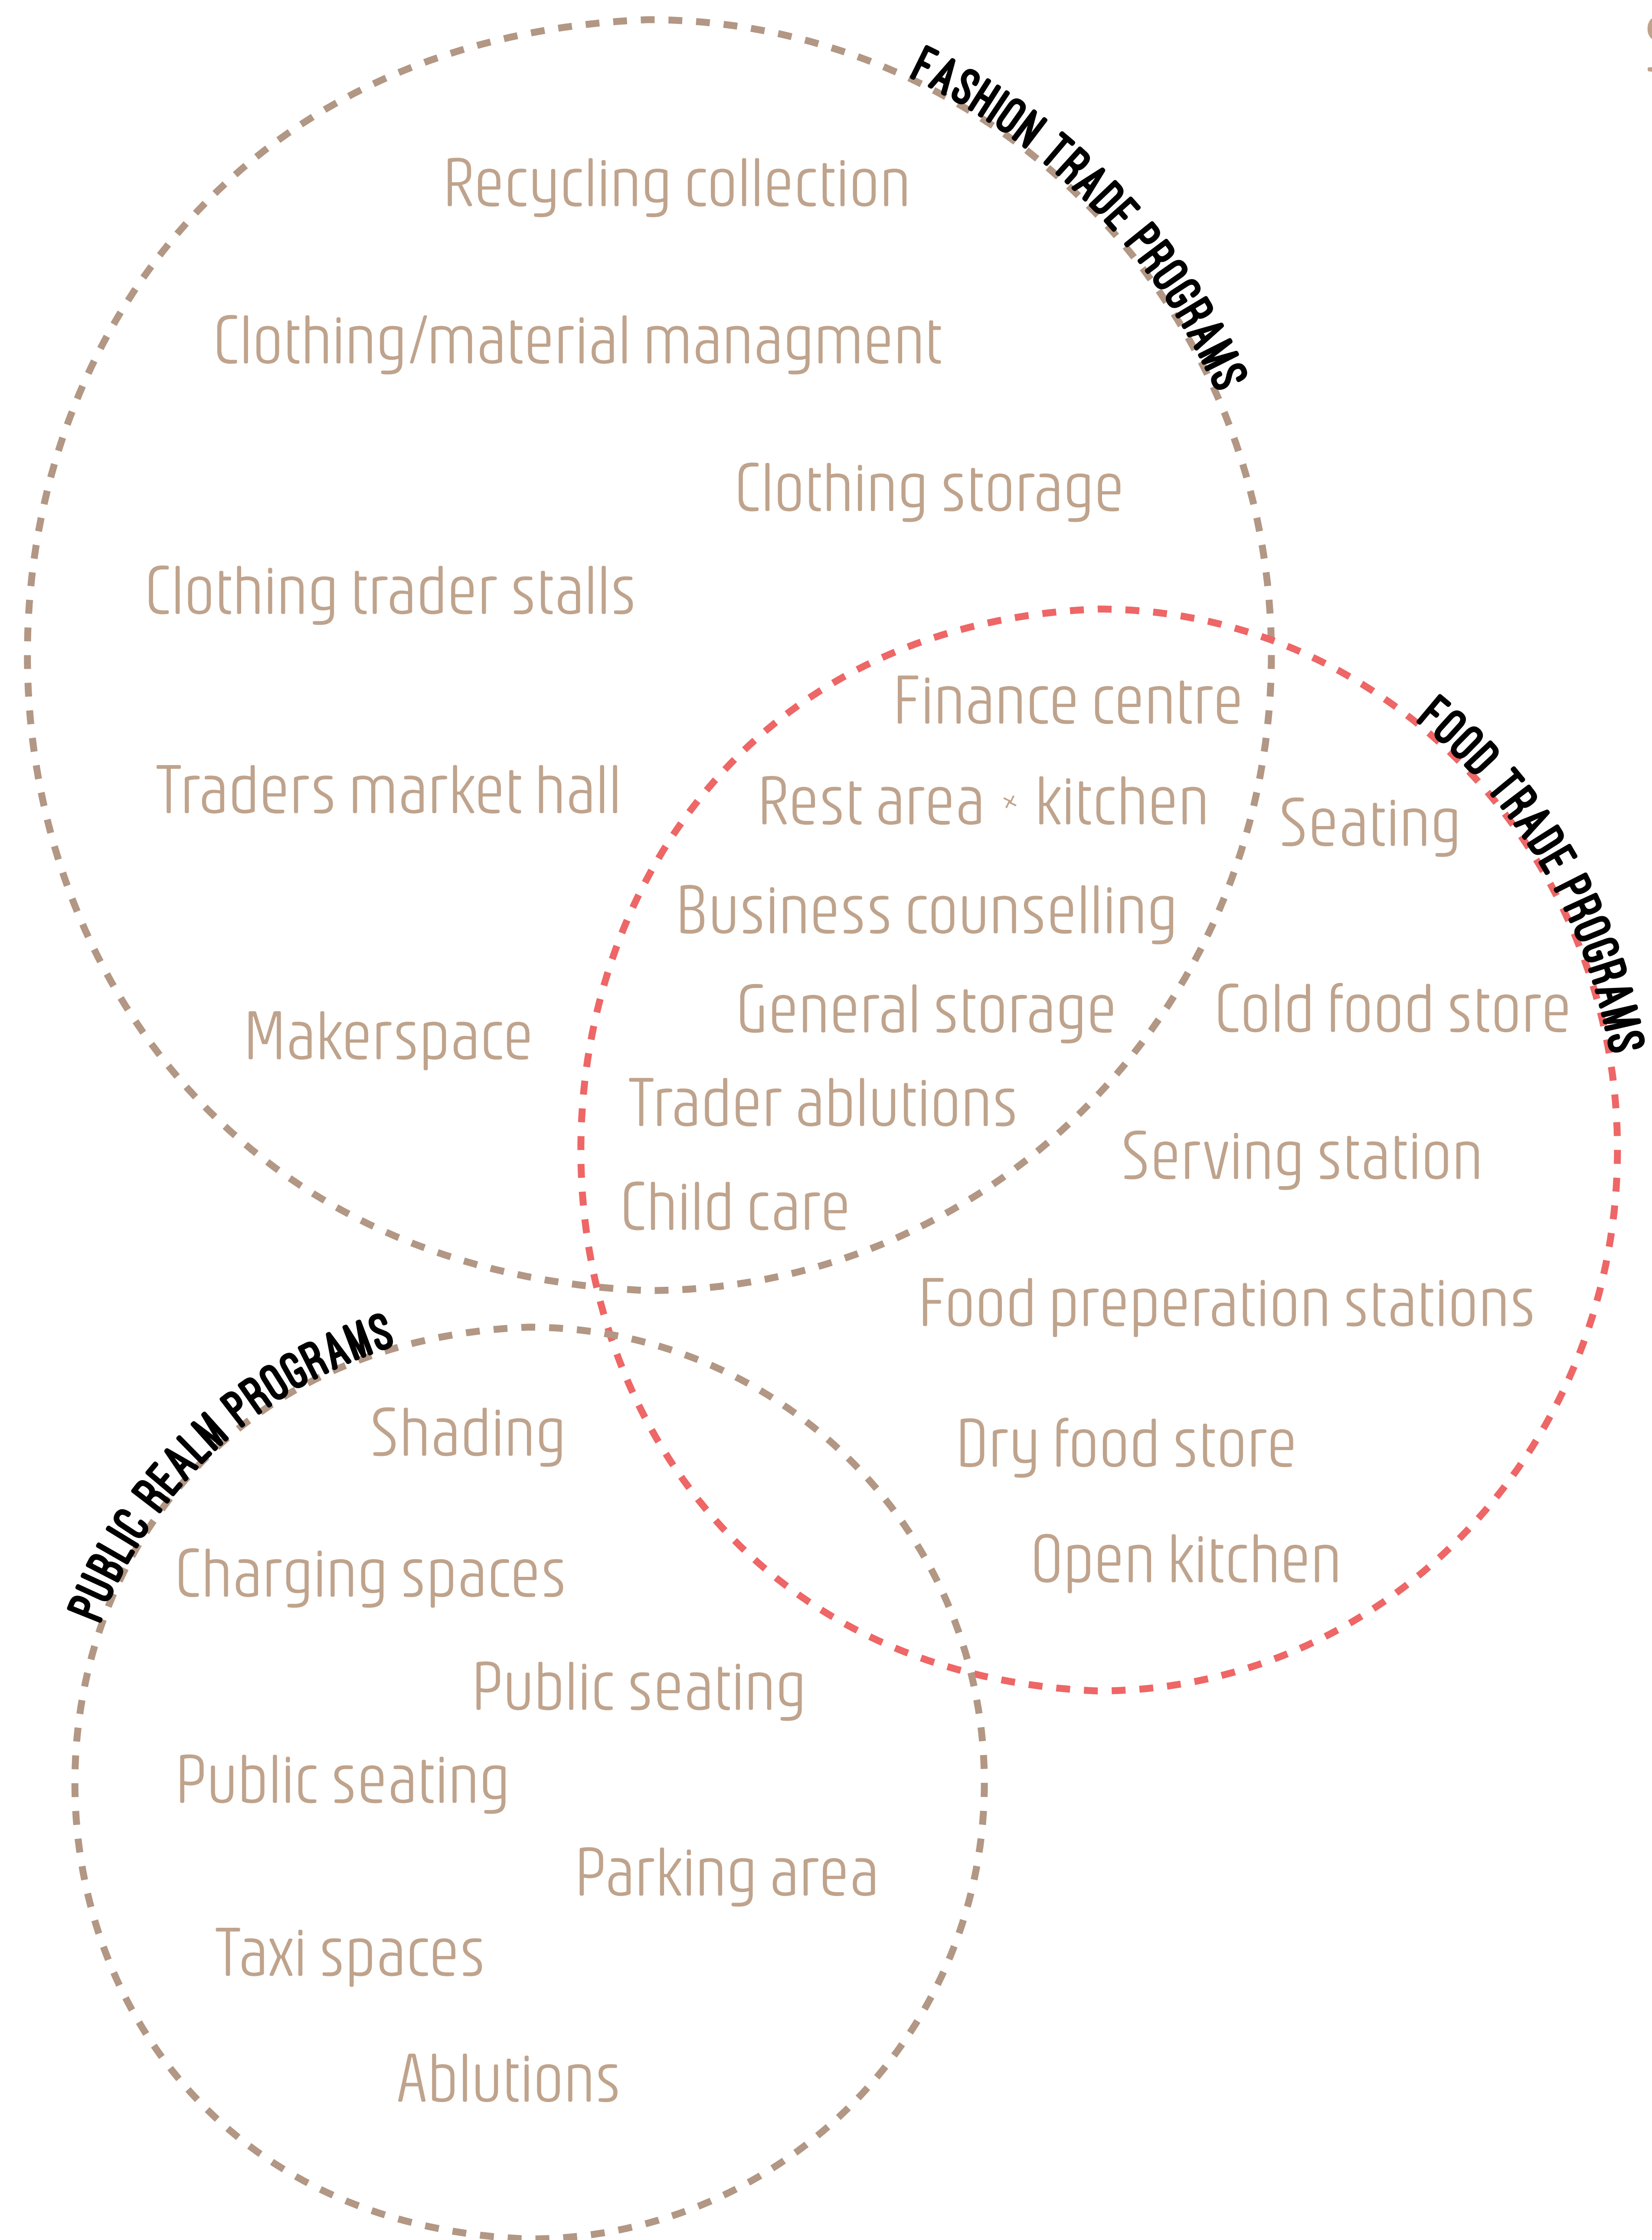 FASHION TRADE PROGRAMS
Recycling collection
Clothing/material managment
Clothing storage
Clothing trader stalls
Traders market hall
Makerspace
Finance centre
Rest area + kitchen
Business counselling
General storage
Trader ablutions
Child care
FOOD TRADE PROGRAMS
Seating
Cold food store
Serving station
Food preperation stations
Dry food store
Open kitchen
PUBLIC REALM PROGRAMS
Shading
Charging spaces
Public seating
Public seating
Parking area
Taxi spaces
Ablutions